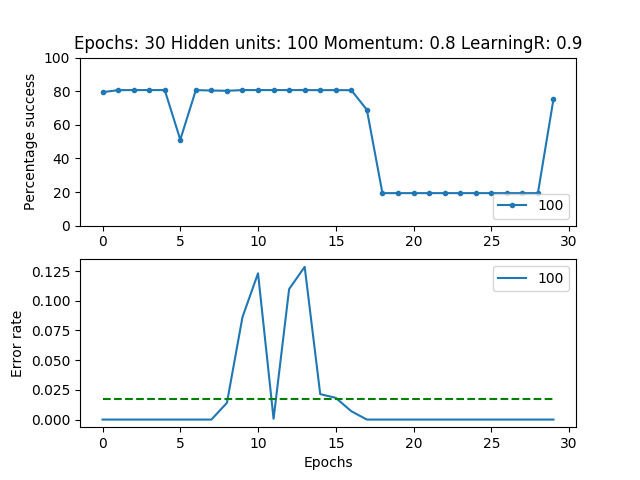 Epochs: 30 Hidden units: 100 Momentum: 0.8 LearningR: 0.9
100
80
60
40
20
0
Percentage success
0 5 10 15 20 25 30
100
0.125
0.100
0.075
0.050
0.025
0.000
Error rate
100
0 5 10 15 20 25 30
Epochs